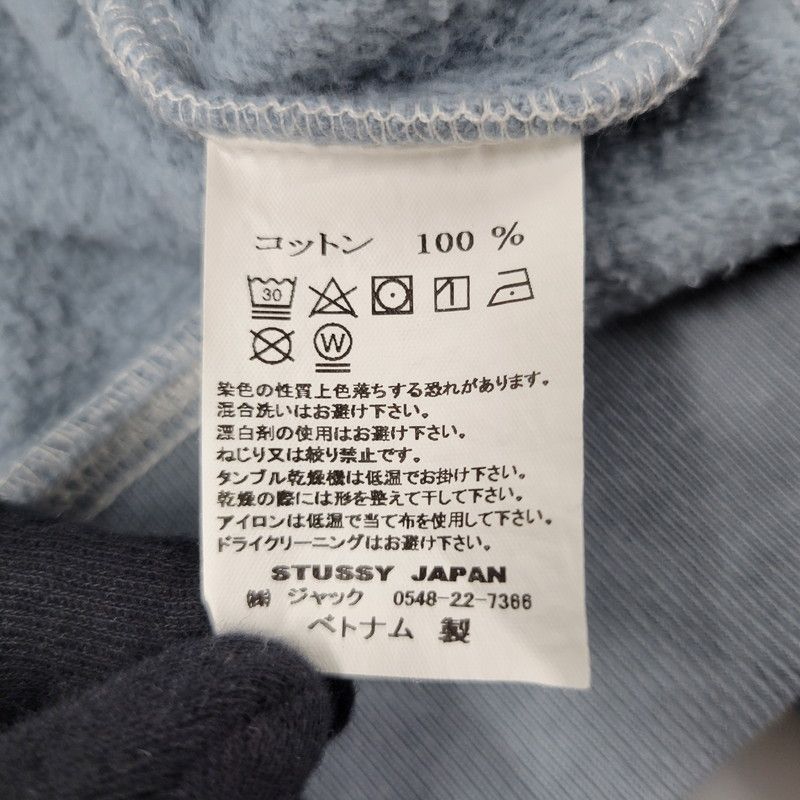 コットン 100 %
30
W
染色の性質上色落ちする恐れがあります。
混合洗いはお避け下さい。
漂白剤の使用はお避け下さい。
ねじり又は絞り禁止です。
タンブル乾燥機は低温でお掛け下さい。
乾燥の際には形を整えて干して下さい。
アイロンは低温で当て布を使用して下さい。
ドライクリーニングはお避け下さい。
STUSSY JAPAN
㈱ ジャック 0548-22-7366
ベトナム 製